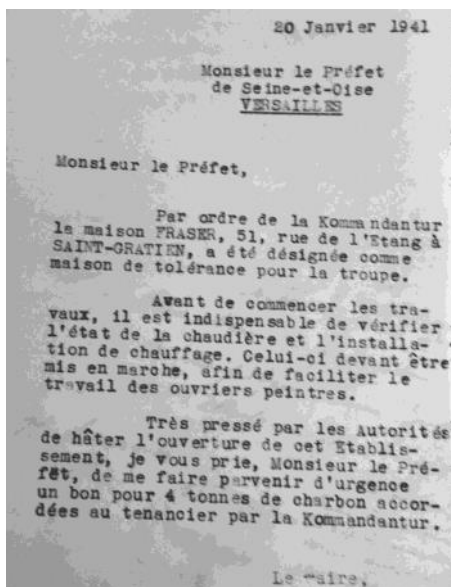 20 Janvier 1941
Monsieur le Préfet
de Seine-et-Oise
VERSAILLES
Monsieur le Préfet,
Par ordre de la Kommandantur
la maison FRASER, 51, rue de l'Etang à
SAINT-GRATIEN, a été désignée comme
maison de tolérance pour la troupe.
Avant de commencer les tra-
vaux, il est indispensable de vérifier
l'état de la chaudière et l'installa-
tion de chauffage. Celui-ci devant être
mis en marche, afin de faciliter le
travail des ouvriers peintres.
Très pressé par les Autorités
de hâter l'ouverture de cet Etablis-
sement, je vous prie, Monsieur le Pré-
fêt, de me faire parvenir d'urgence
un bon pour 4 tonnes de charbon accor-
dées au tenancier par la Kommandantur.
Le Maire,